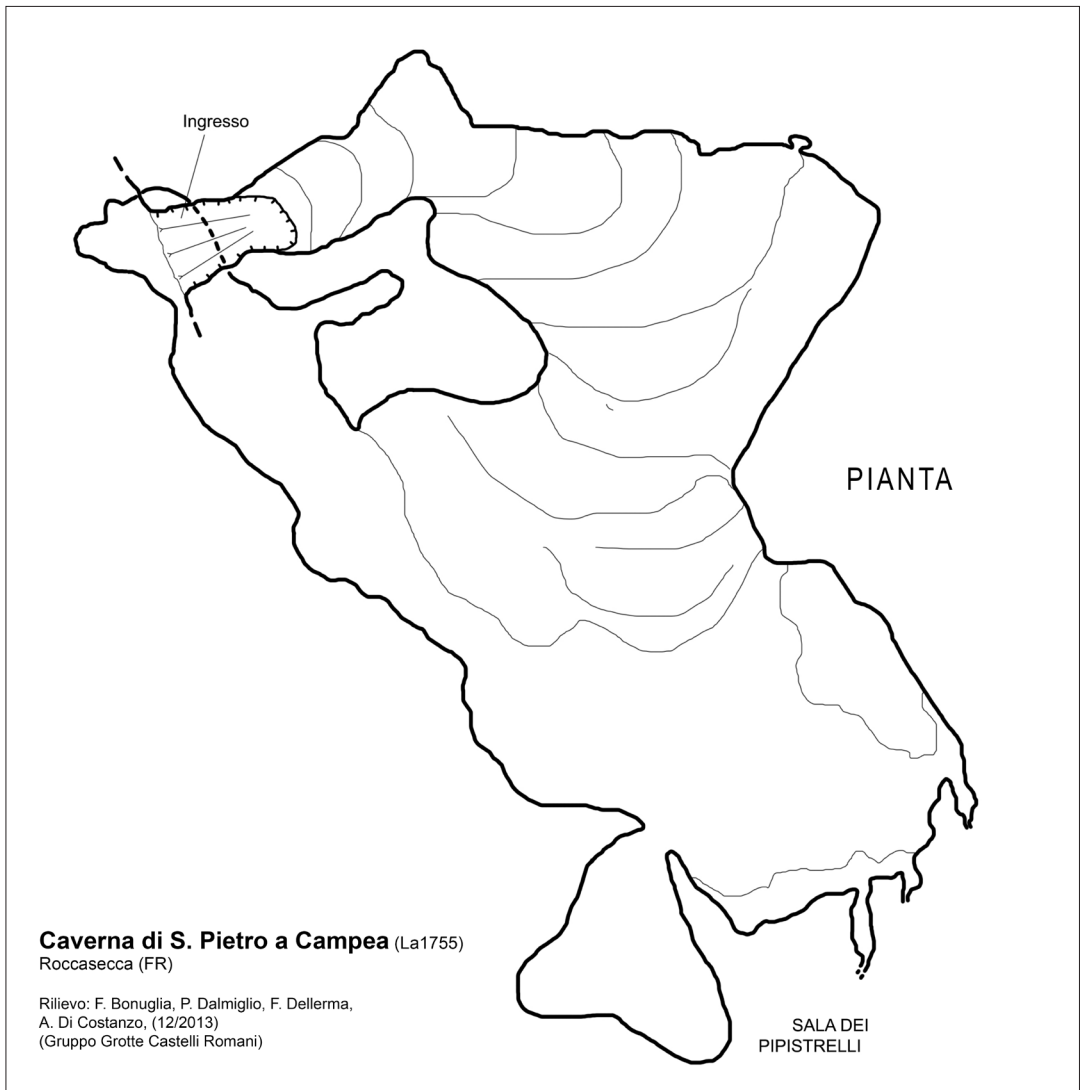 Ingresso
PIANTA
Caverna di S. Pietro a Campea (La1755)
Roccasecca (FR)
Rilievo: F. Bonuglia, P. Dalmiglio, F. Dellerma,
A. Di Costanzo, (12/2013)
(Gruppo Grotte Castelli Romani)
SALA DEI
PIPISTRELLI